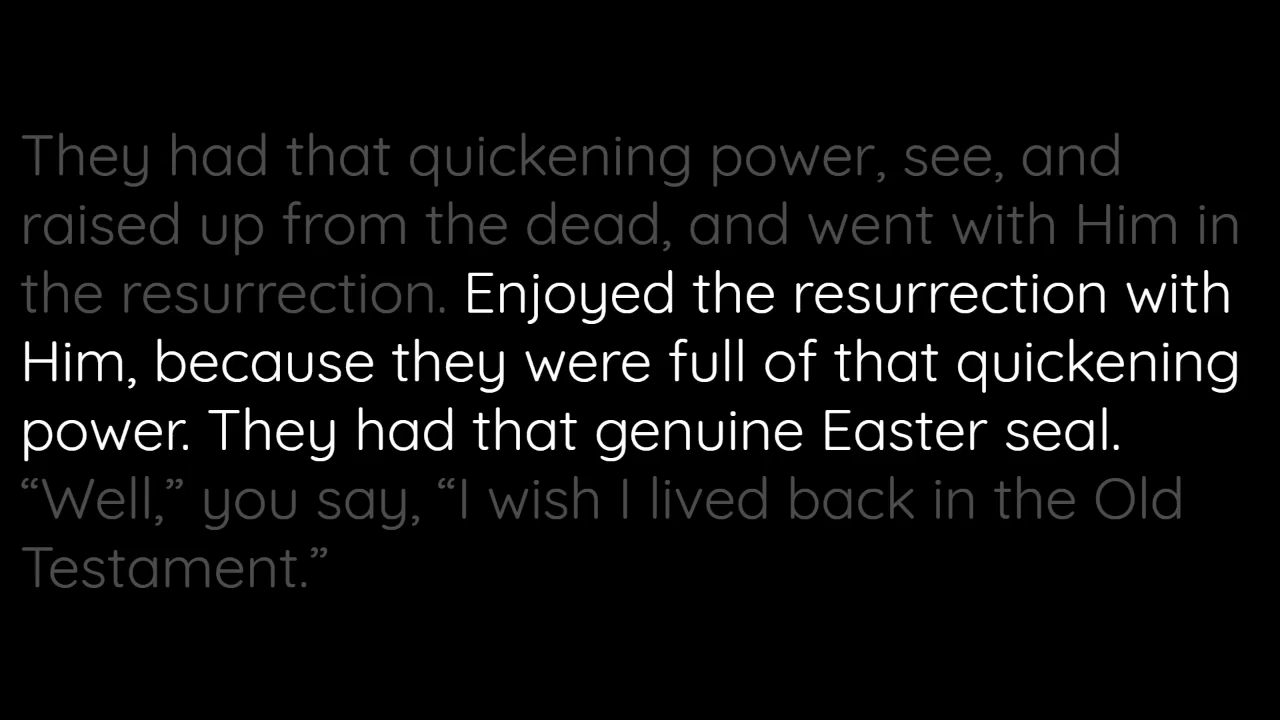 They had that quickening power, see, and
raised up from the dead, and went with Him in
the resurrection. Enjoyed the resurrection with
Him, because they were full of that quickening
power. They had that genuine Easter seal.
“Well,” you say, “I wish I lived back in the Old
Testament.”